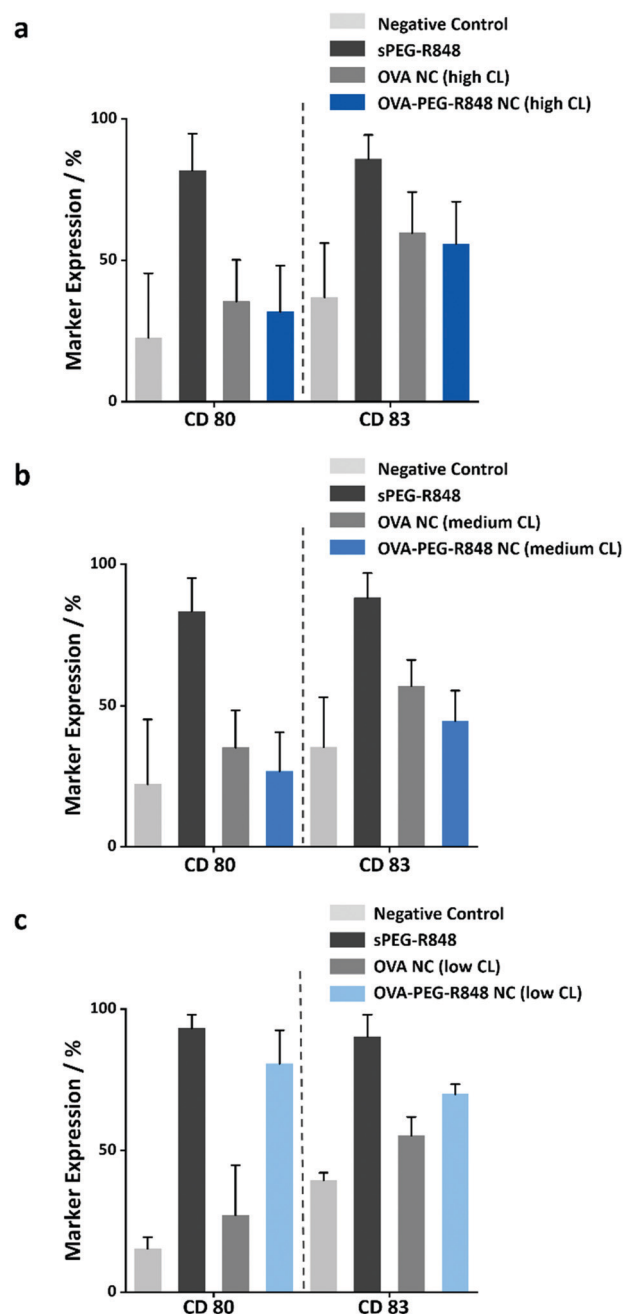 a
Negative Control
sPEG-R848
OVA NC (high CL)
OVA-PEG-R848 NC (high CL)
Marker Expression / %
100
50
0
CD 80
CD 83
b
Negative Control
sPEG-R848
OVA NC (medium CL)
OVA-PEG-R848 NC (medium CL)
Marker Expression / %
100
50
0
CD 80
CD 83
c
Negative Control
sPEG-R848
OVA NC (low CL)
OVA-PEG-R848 NC (low CL)
Marker Expression / %
100
50
0
CD 80
CD 83